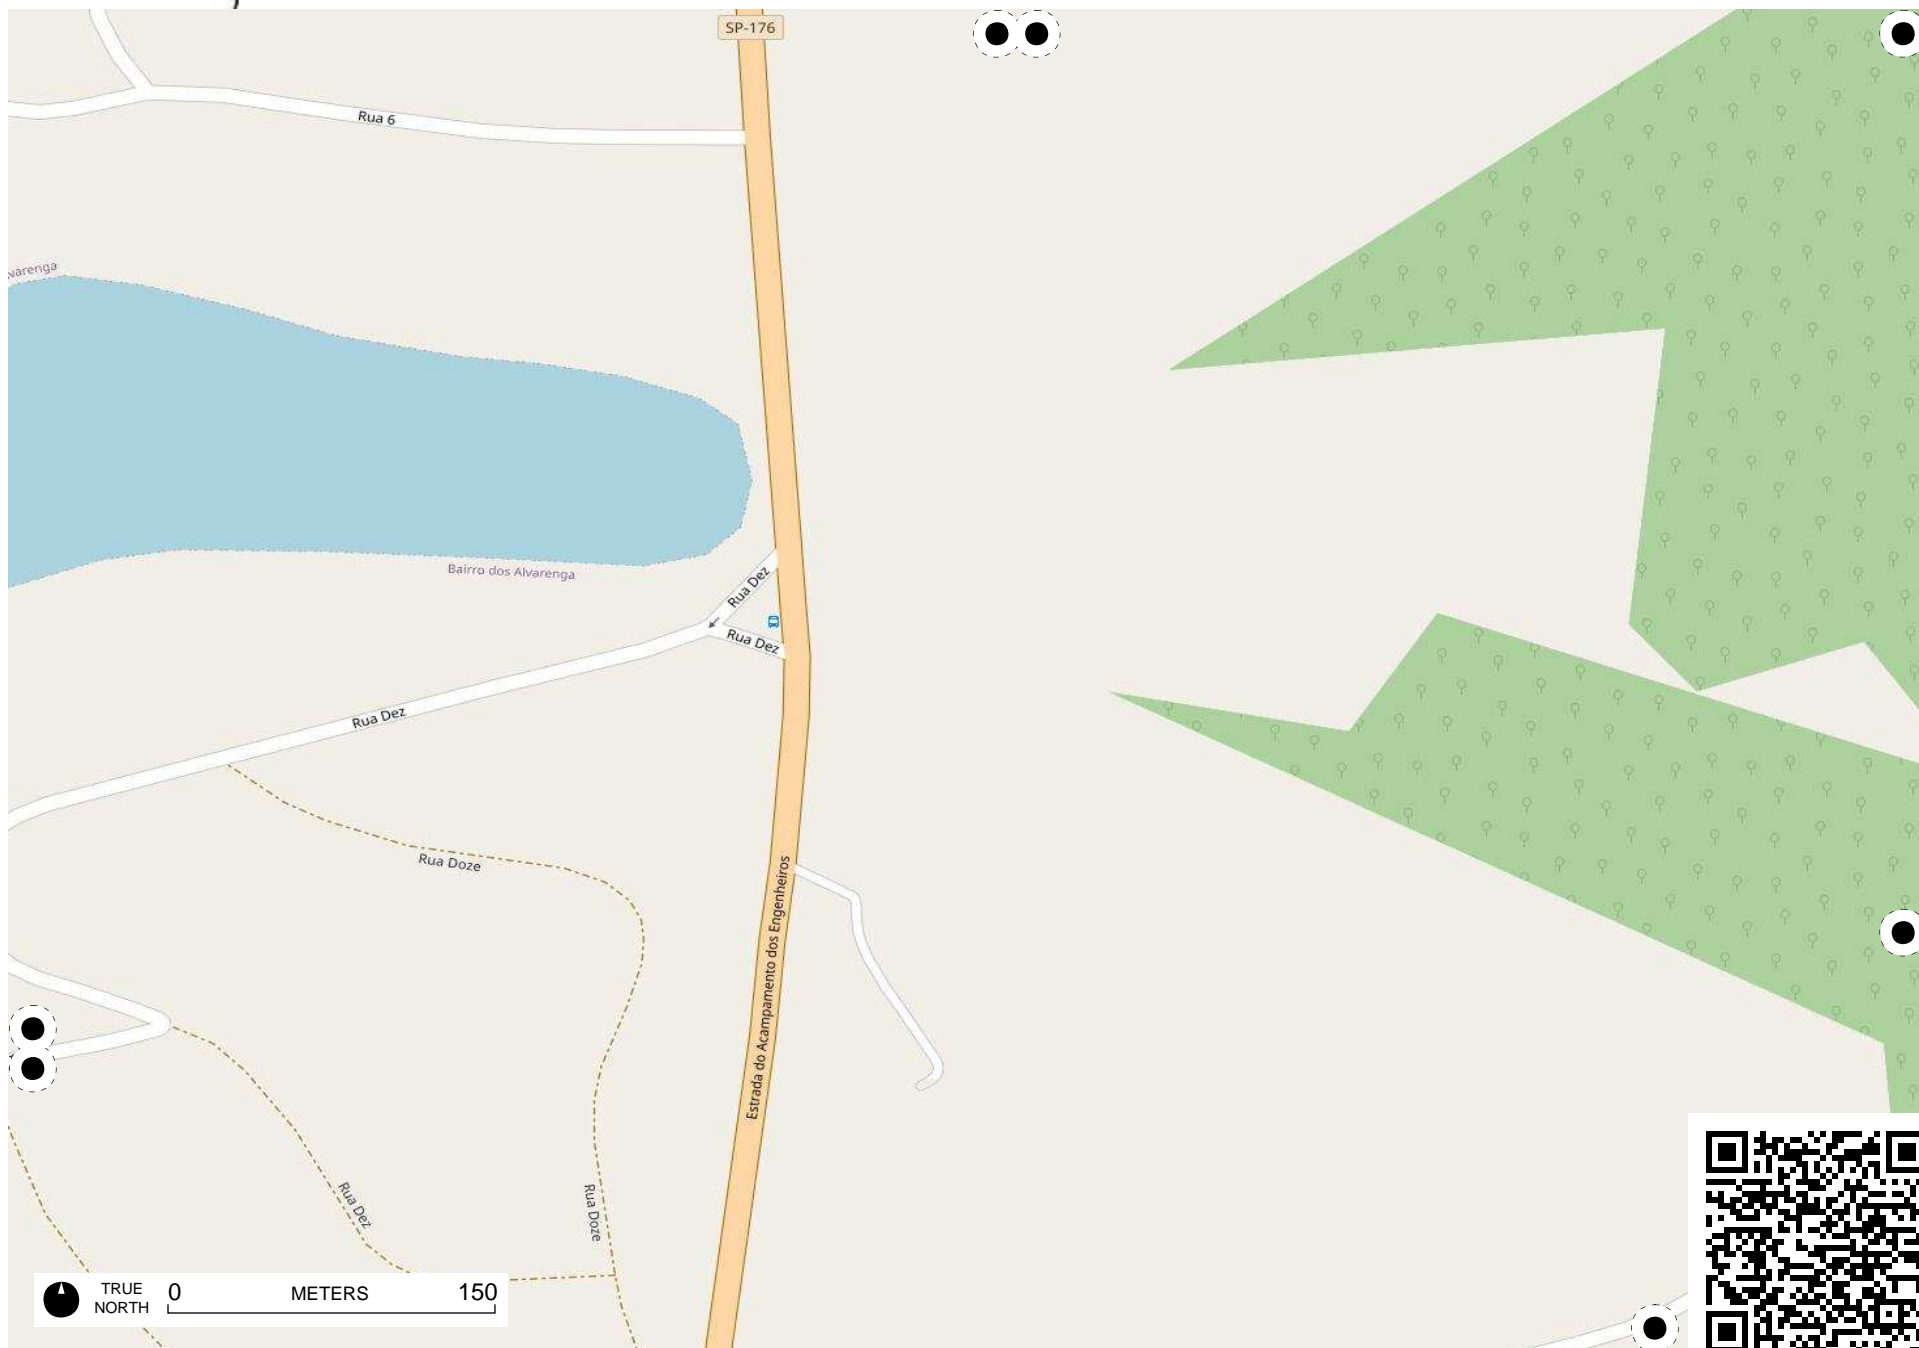 SP-176
Rua 6
varenga
Bairro dos Alvarenga
Rua Dez
Rua Dez
Rua Dez
Rua Doze
Estrada do Acampamento dos Engenheiros
Rua Dez
Rua Doze
TRUE
NORTH
0 METERS 150